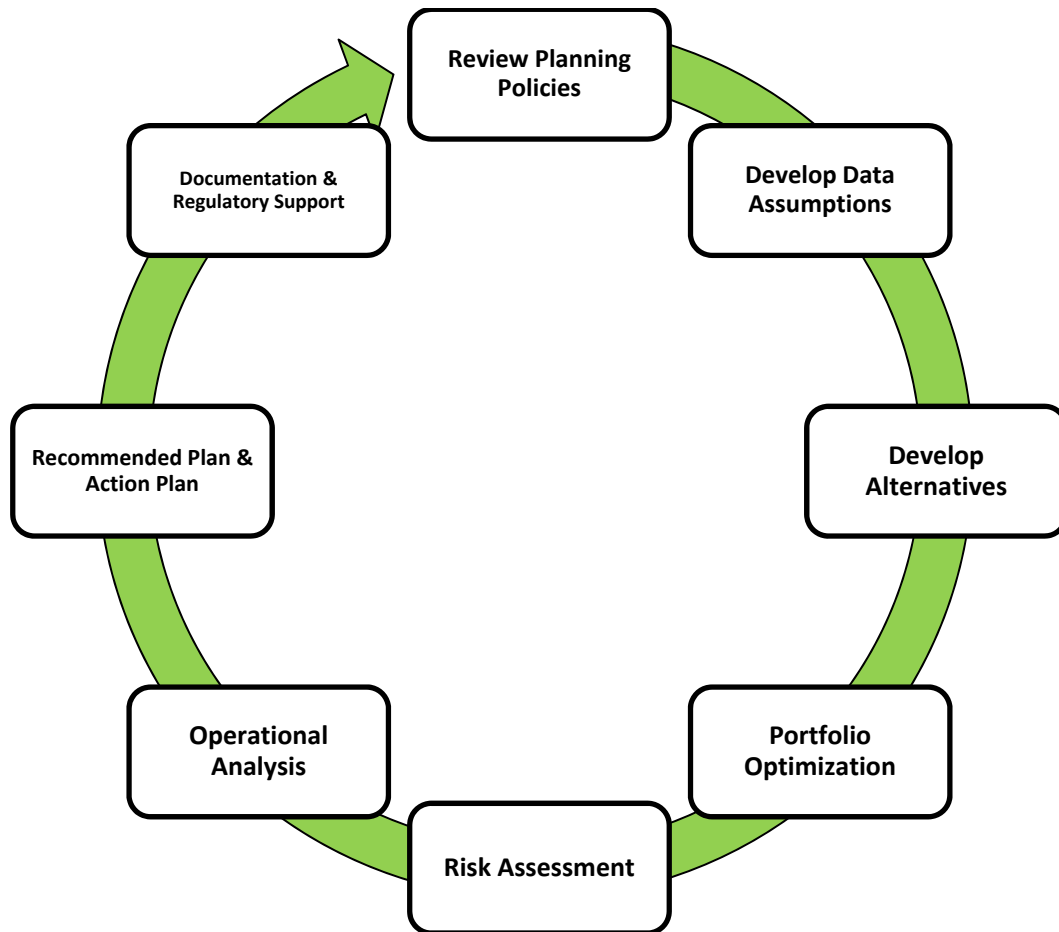 Review Planning
Policies
Develop Data
Assumptions
Develop
Alternatives
Portfolio
Optimization
Risk Assessment
Operational
Analysis
Recommended Plan &
Action Plan
Documentation &
Regulatory Support